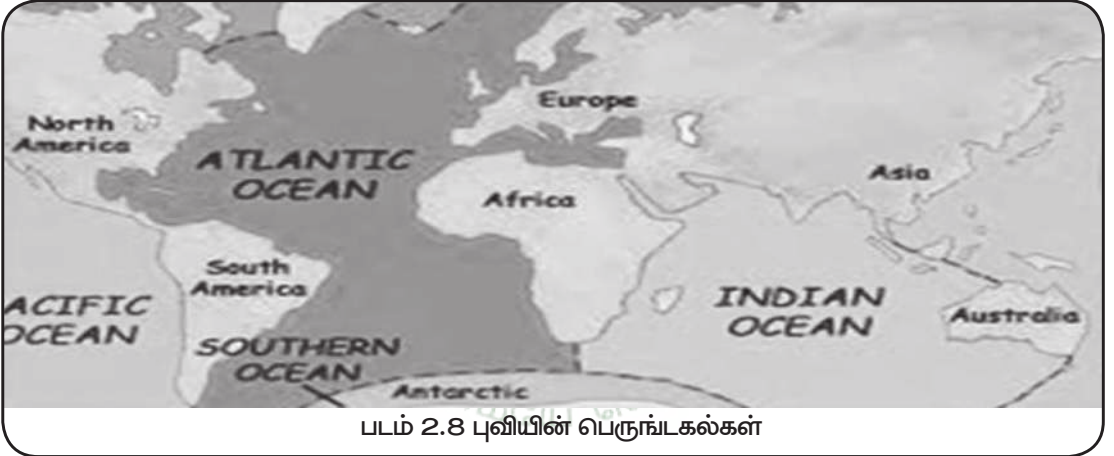 North
America
ATLANTIC
OCEAN
Europe
Asia
Africa
South
America
ACIFIC
OCEAN
INDIAN
OCEAN
Australia
SOUTHERN
OCEAN
Antarctic
படம் 2.8 புவியின் பெருங்டகல்கள்